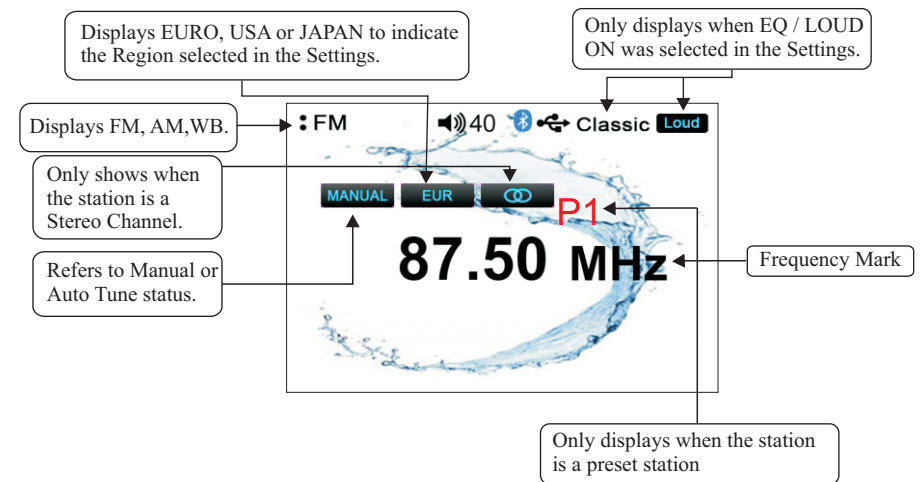 Displays EURO, USA or JAPAN to indicate
the Region selected in the Settings.
Only displays when EQ / LOUD
ON was selected in the Settings.
Displays FM, AM,WB.
: FM
40
Classic
Loud
Only shows when
the station is a
Stereo Channel.
MANUAL
EUR
P1
Refers to Manual or
Auto Tune status.
87.50 MHz
Frequency Mark
Only displays when the station
is a preset station